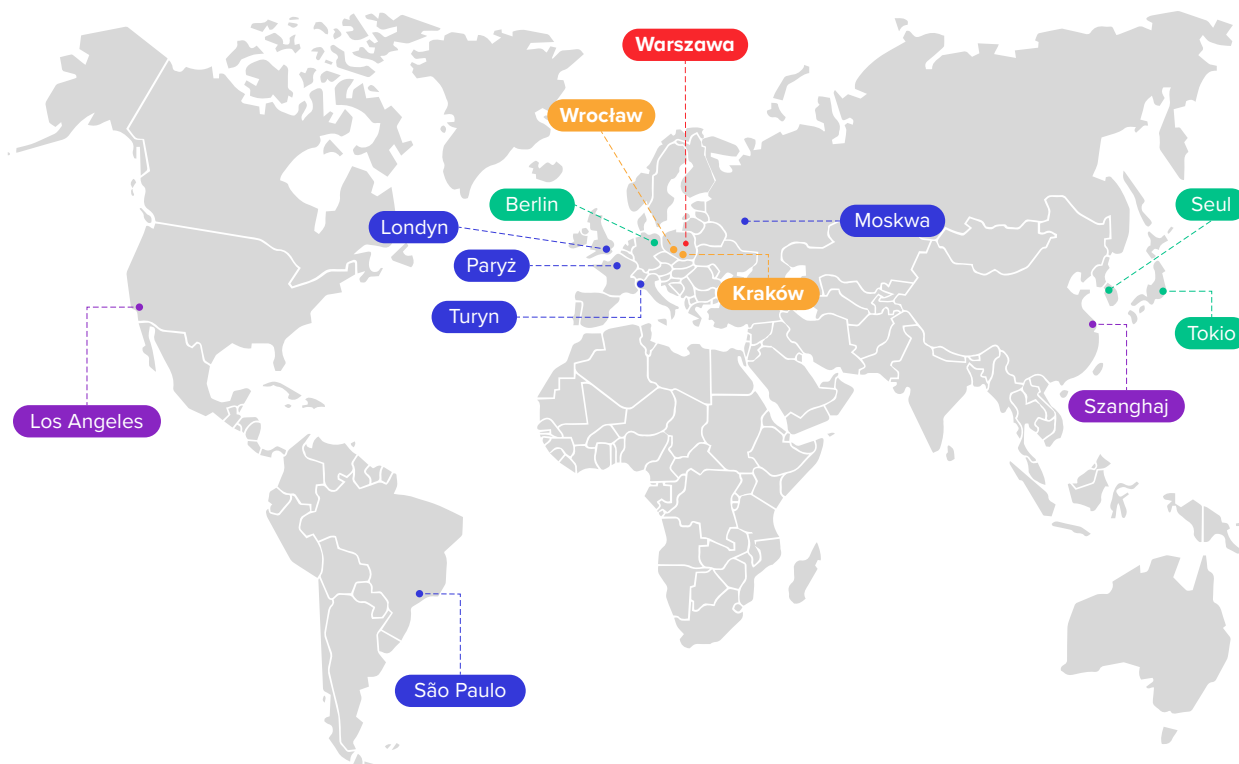 Warszawa
Wrocław
Berlin
Seul
Londyn
Moskwa
Paryż
Kraków
Turyn
Tokio
Los Angeles
Szanghaj
São Paulo